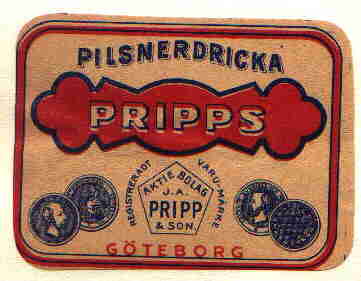 PILSNERDRICKA
PRIPPS
REGISTRERADT VARU-MÄRKE
AKTIE-BOLAG
J.A.
PRIPP
& SON
GÖTEBORG